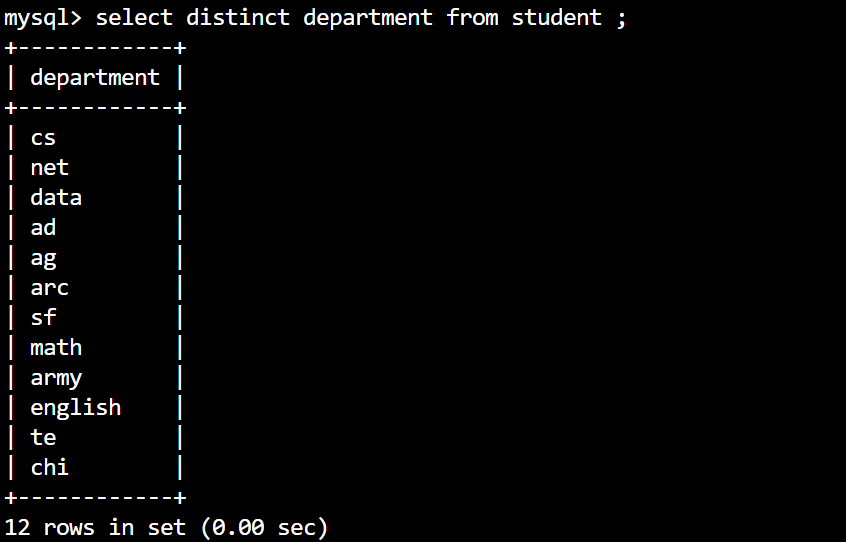 mysql> select distinct department from student ;
+------------+
| department |
+------------+
| cs         |
| net        |
| data       |
| ad         |
| ag         |
| arc        |
| sf         |
| math       |
| army       |
| english    |
| te         |
| chi        |
+------------+
12 rows in set (0.00 sec)